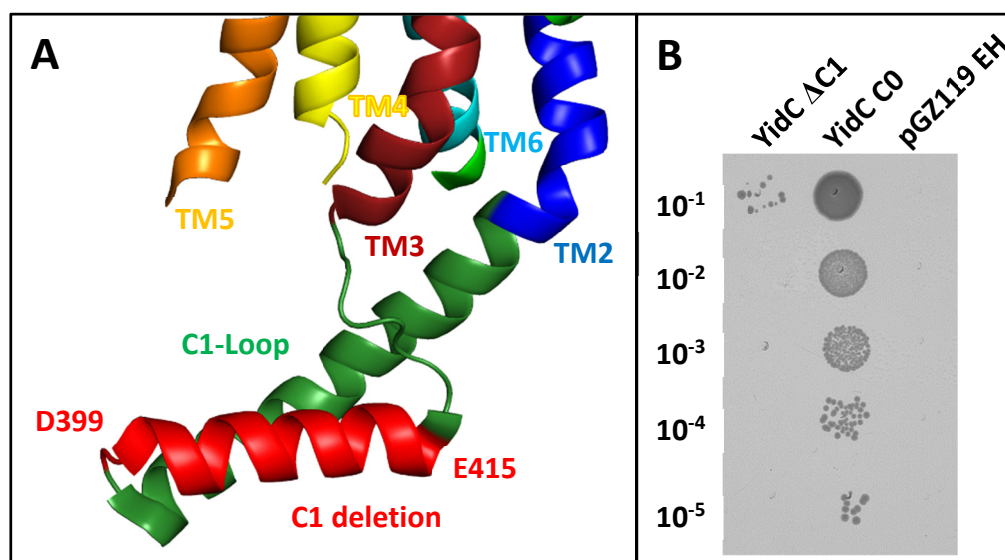 A
TM4
TM6
TM5
TM3
TM2
C1-Loop
D399
E415
C1 deletion
B
YidC ΔC1
YidC C0
pGZ119 EH
10-1
10-2
10-3
10-4
10-5